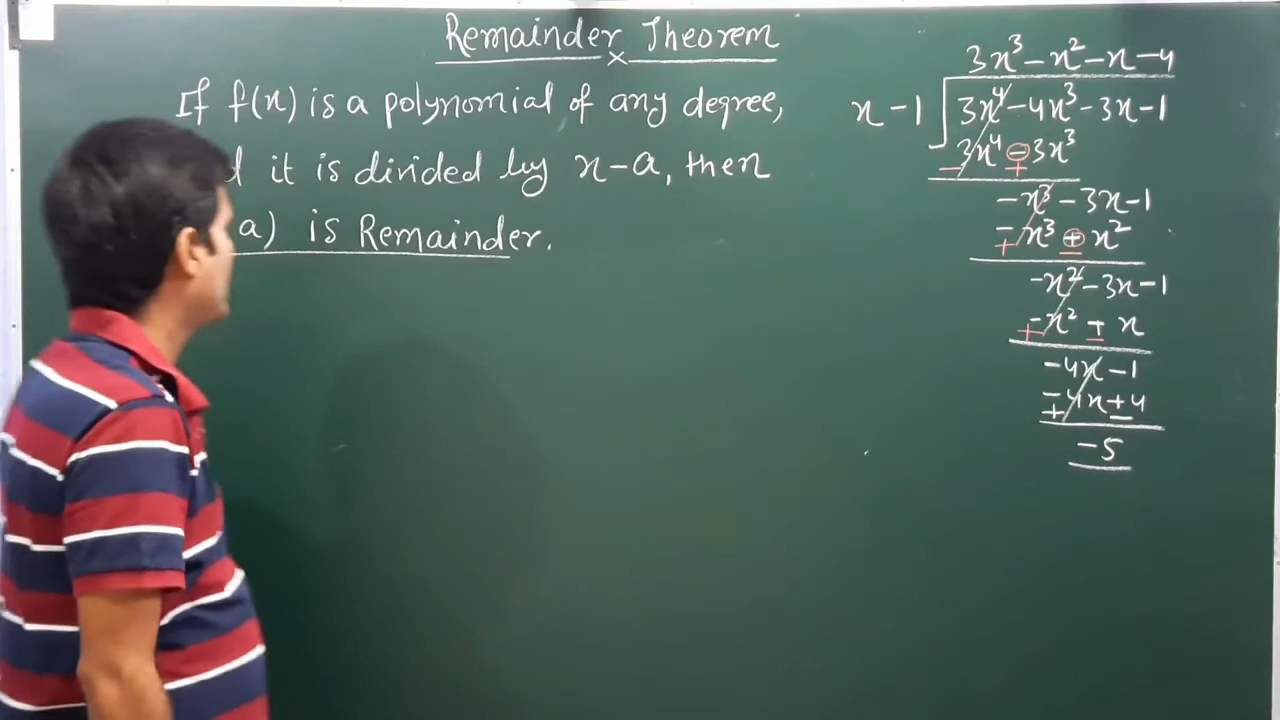 Remainder Theorem
If f(x) is a polynomial of any degree,
it is divided by x-a, then
a) is Remainder.
3x³-x²-x-4
x-1 3x⁴-4x³-3x-1
3x⁴-3x³
- +
-x³-3x-1
-x³+x²
+ -
-x²-3x-1
-x²+x
+ -
-4x-1
-4x+4
+ -
-5